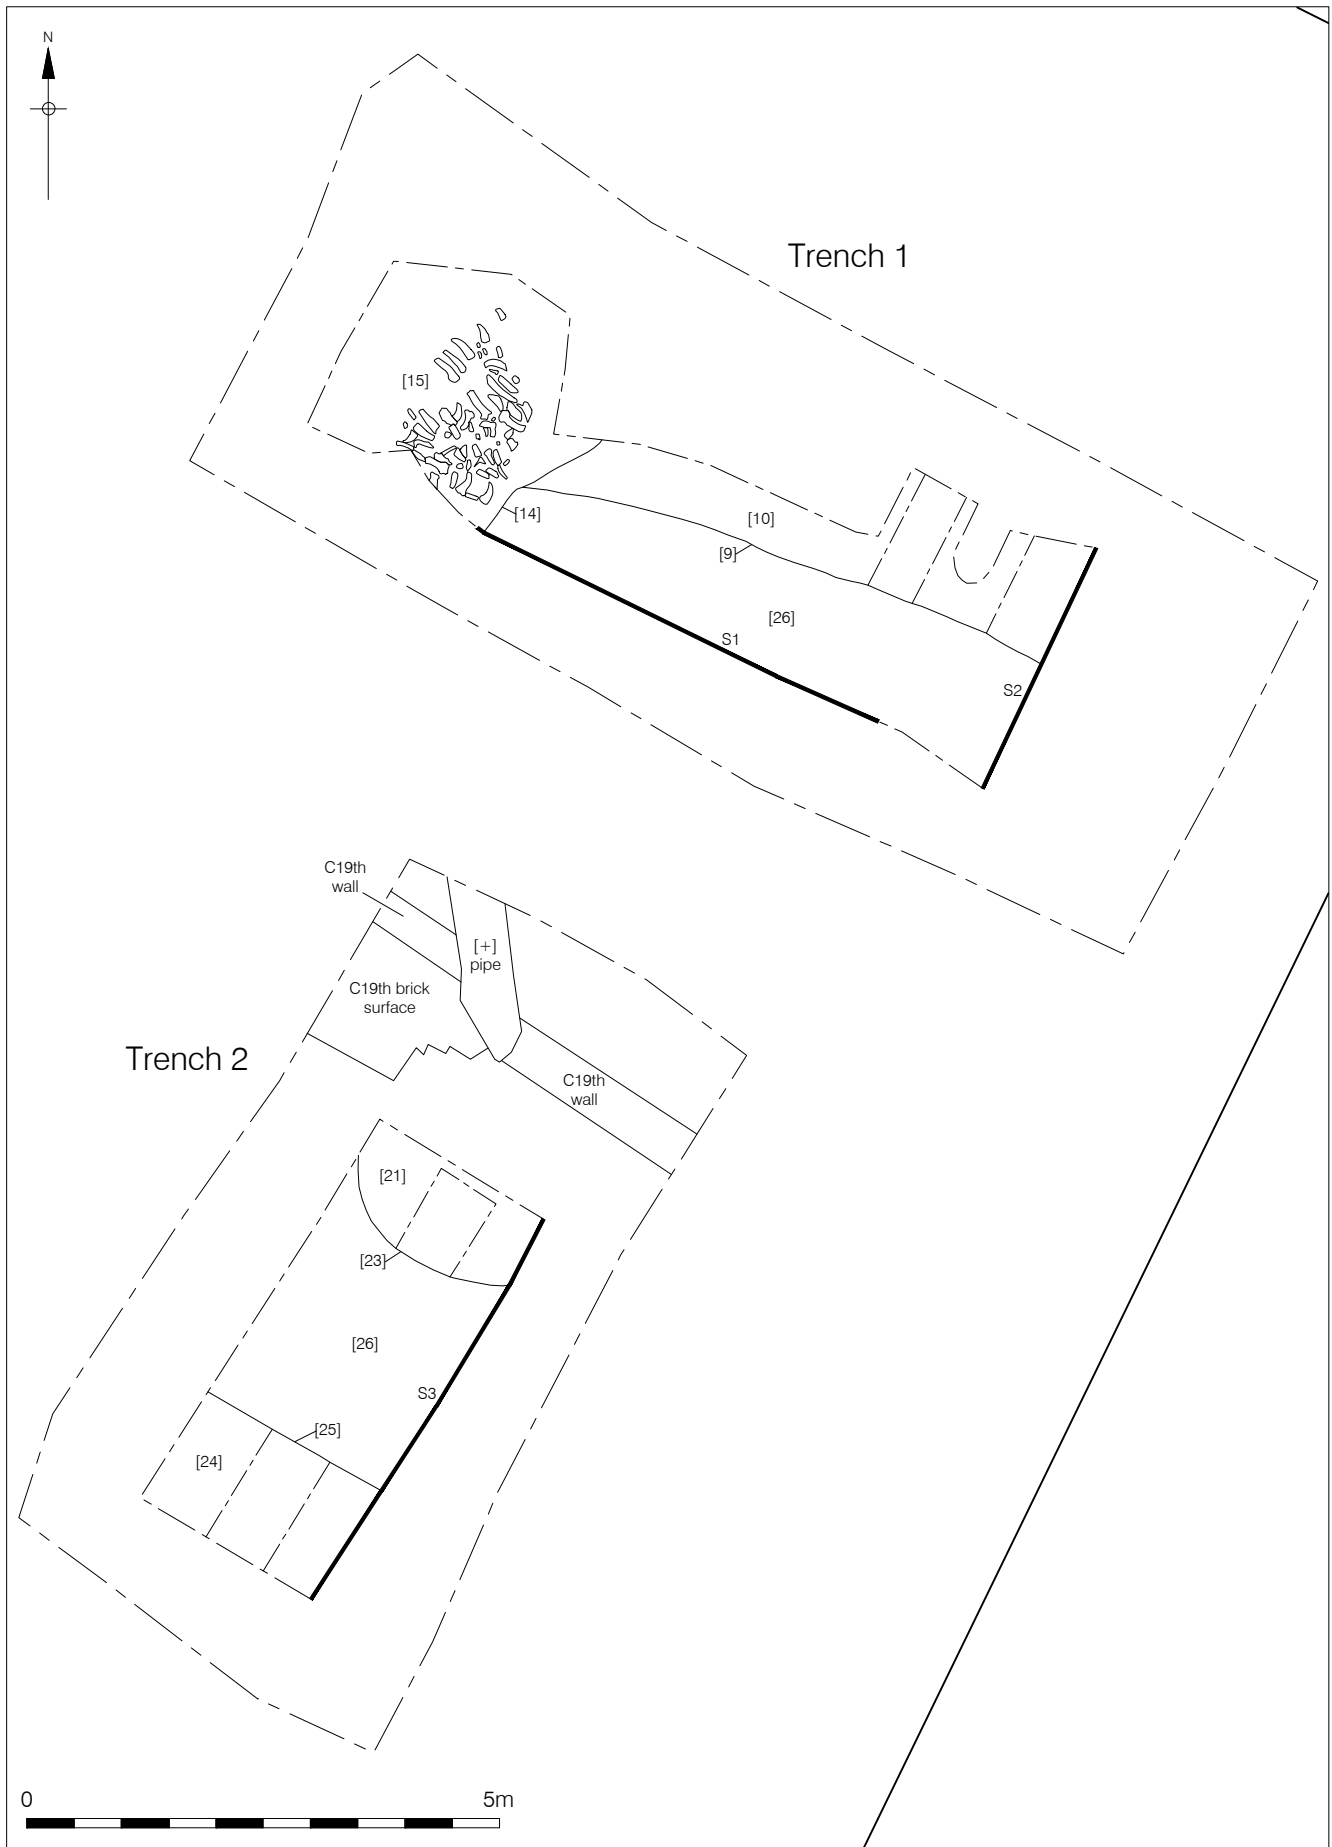 N
Trench 1
[15]
[14]
[10]
[9]
[26]
S1
S2
C19th
wall
[+]
pipe
C19th brick
surface
Trench 2
C19th
wall
[21]
[23]
[26]
S3
[25]
[24]
0
5m